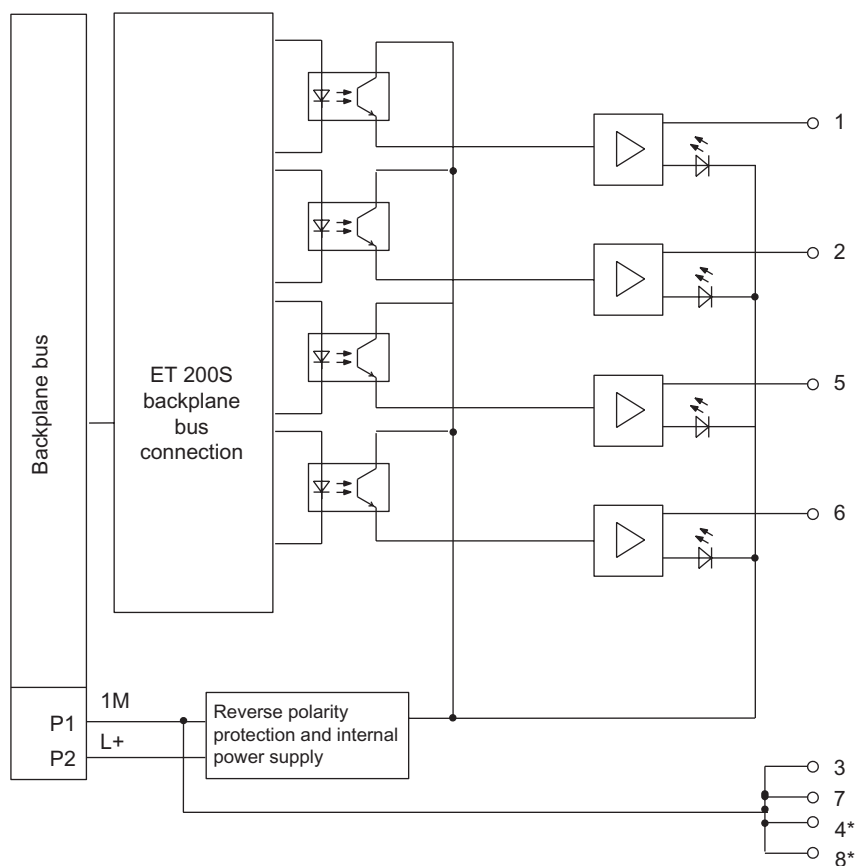 Backplane bus
ET 200S
backplane
bus
connection
1
2
5
6
P1
1M
P2
L+
Reverse polarity
protection and internal
power supply
3
7
4*
8*